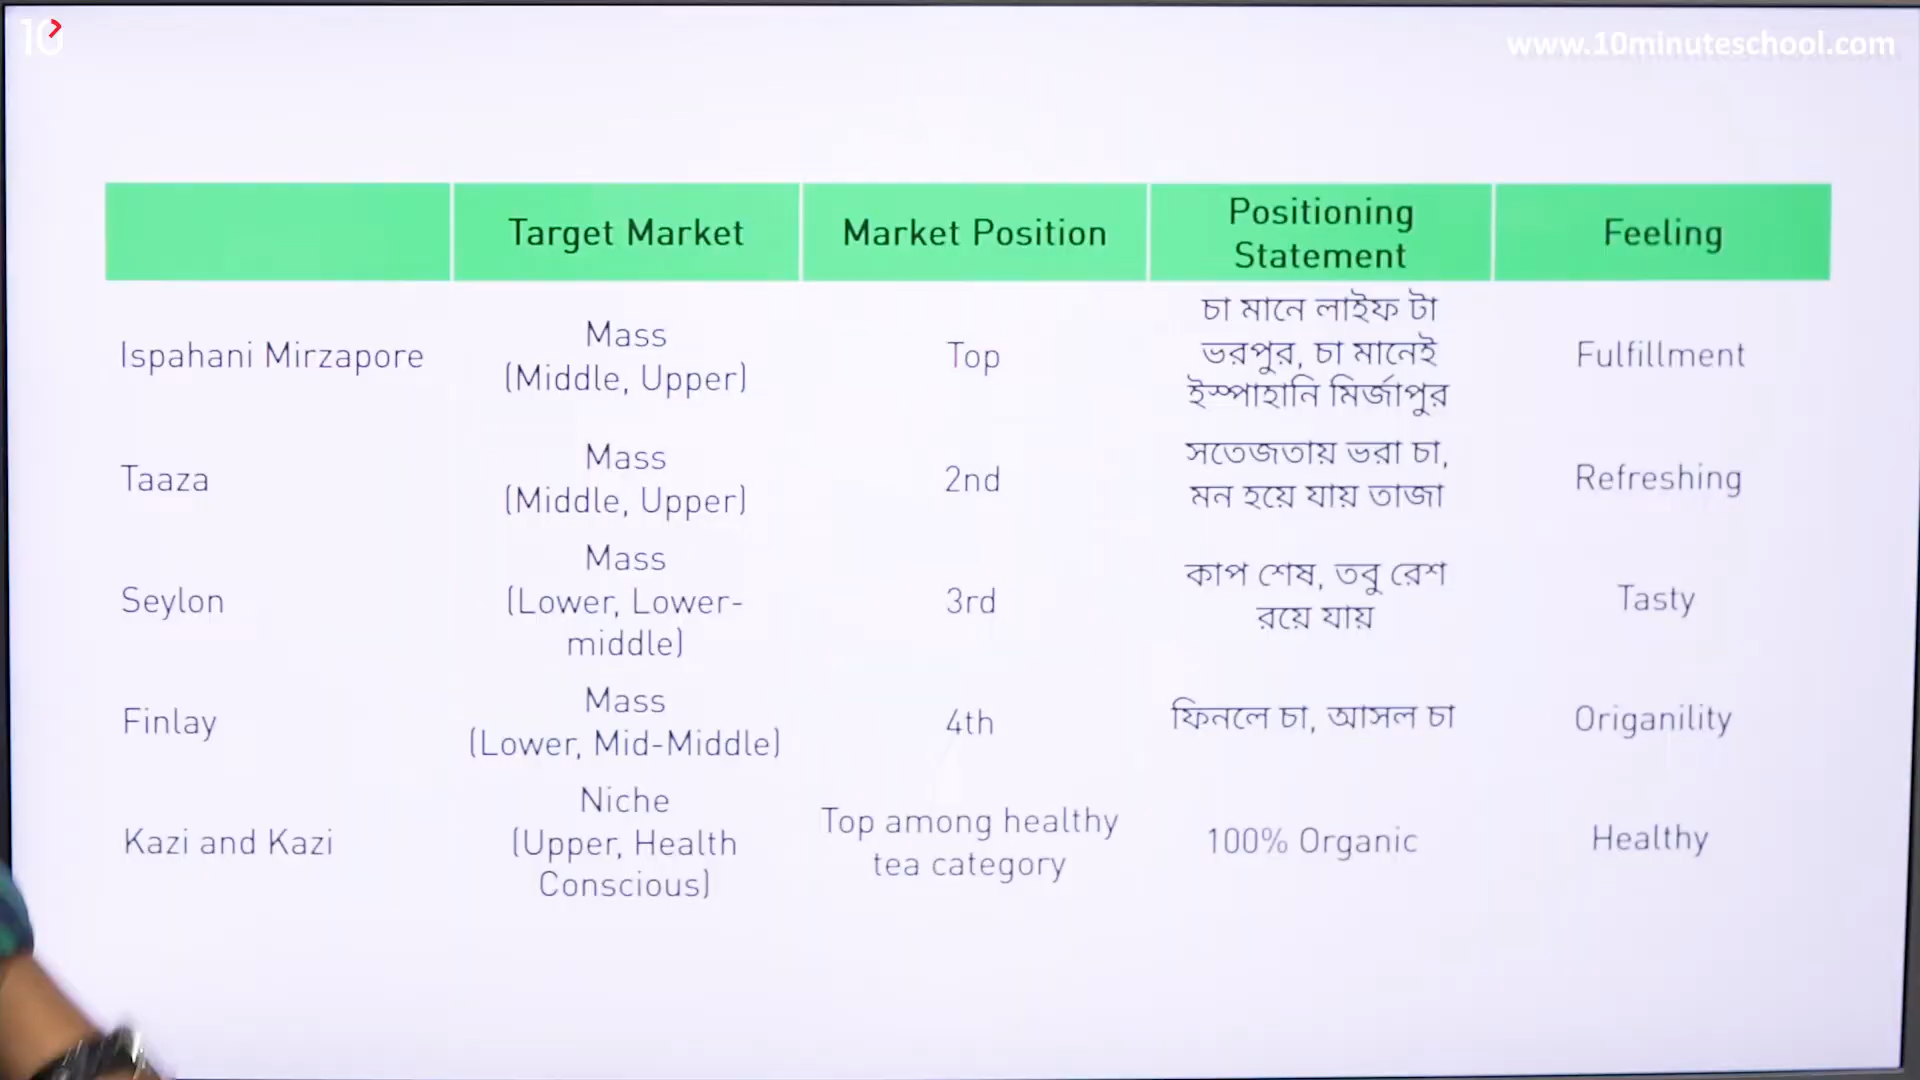 10
www.10minuteschool.com
Target Market
Market Position
Positioning
Statement
Feeling
Ispahani Mirzapore
Mass
(Middle, Upper)
Top
চা মানে লাইফ টা
ভরপুর, চা মানেই
ইস্পাহানি মির্জাপুর
Fulfillment
Taaza
Mass
(Middle, Upper)
2nd
সতেজতায় ভরা চা,
মন হয়ে যায় তাজা
Refreshing
Seylon
Mass
(Lower, Lower-
middle)
3rd
কাপ শেষ, তবু রেশ
রয়ে যায়
Tasty
Finlay
Mass
(Lower, Mid-Middle)
4th
ফিনলে চা, আসল চা
Origanility
Kazi and Kazi
Niche
(Upper, Health
Conscious)
Top among healthy
tea category
100% Organic
Healthy